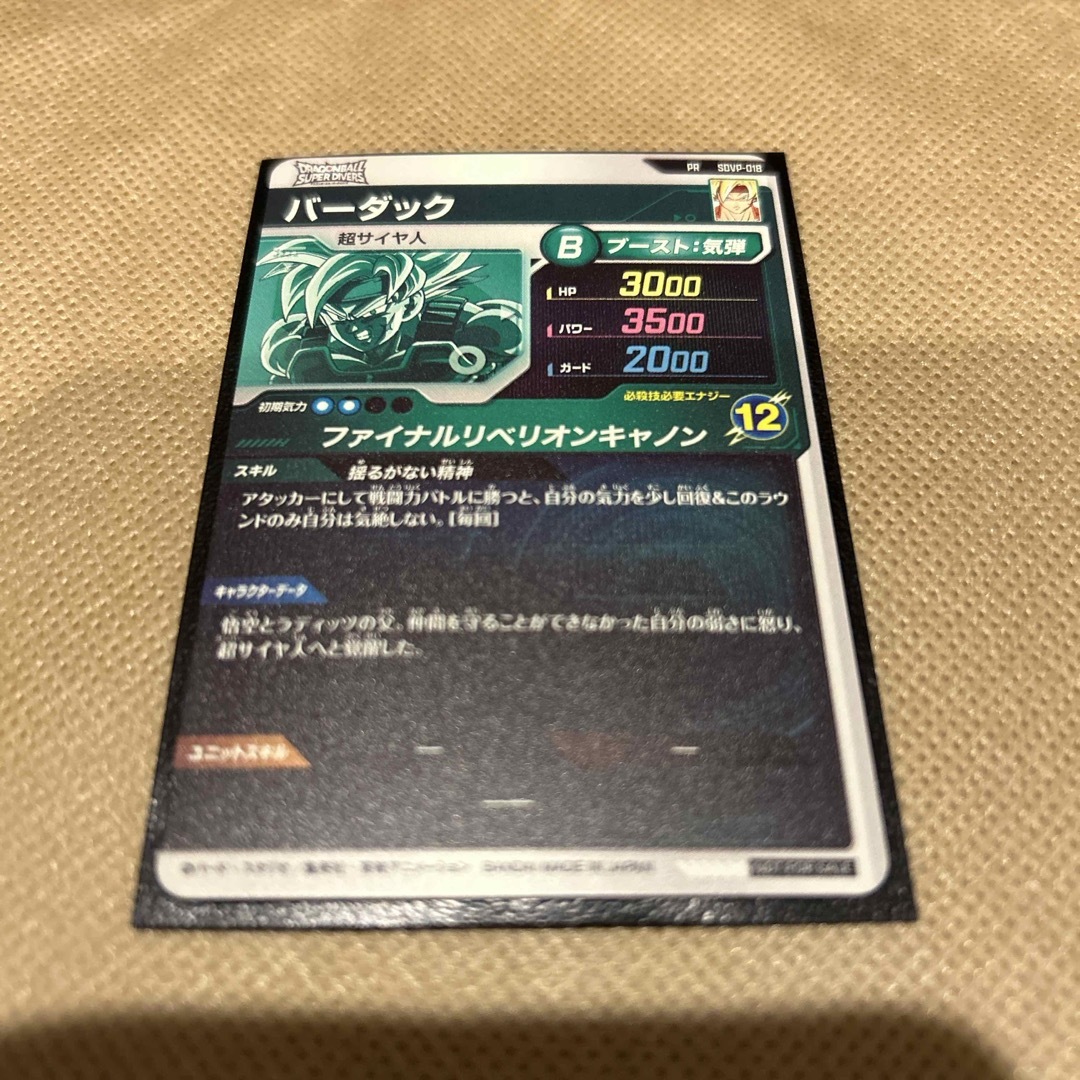 DRAGONBALL
SUPER DIVERS
PR SDVP-018
バーダック
超サイヤ人
B ブースト:気弾
HP 3000
パワー 3500
ガード 2000
初期気力
必殺技必要エナジー
12
ファイナルリベリオンキャノン
スキル 揺るがない精神
アタッカーにして戦闘力バトルに勝つと、自分の気力を少し回復&このラウ
ンドのみ自分は気絶しない。[毎回]
キャラクターデータ
悟空とラディッツの父。仲間を守ることができなかった自分の弱さに怒り、
超サイヤ人へと覚醒した。
ユニットスキル
— —
—
BANDAI MADE IN JAPAN
NOT FOR SALE